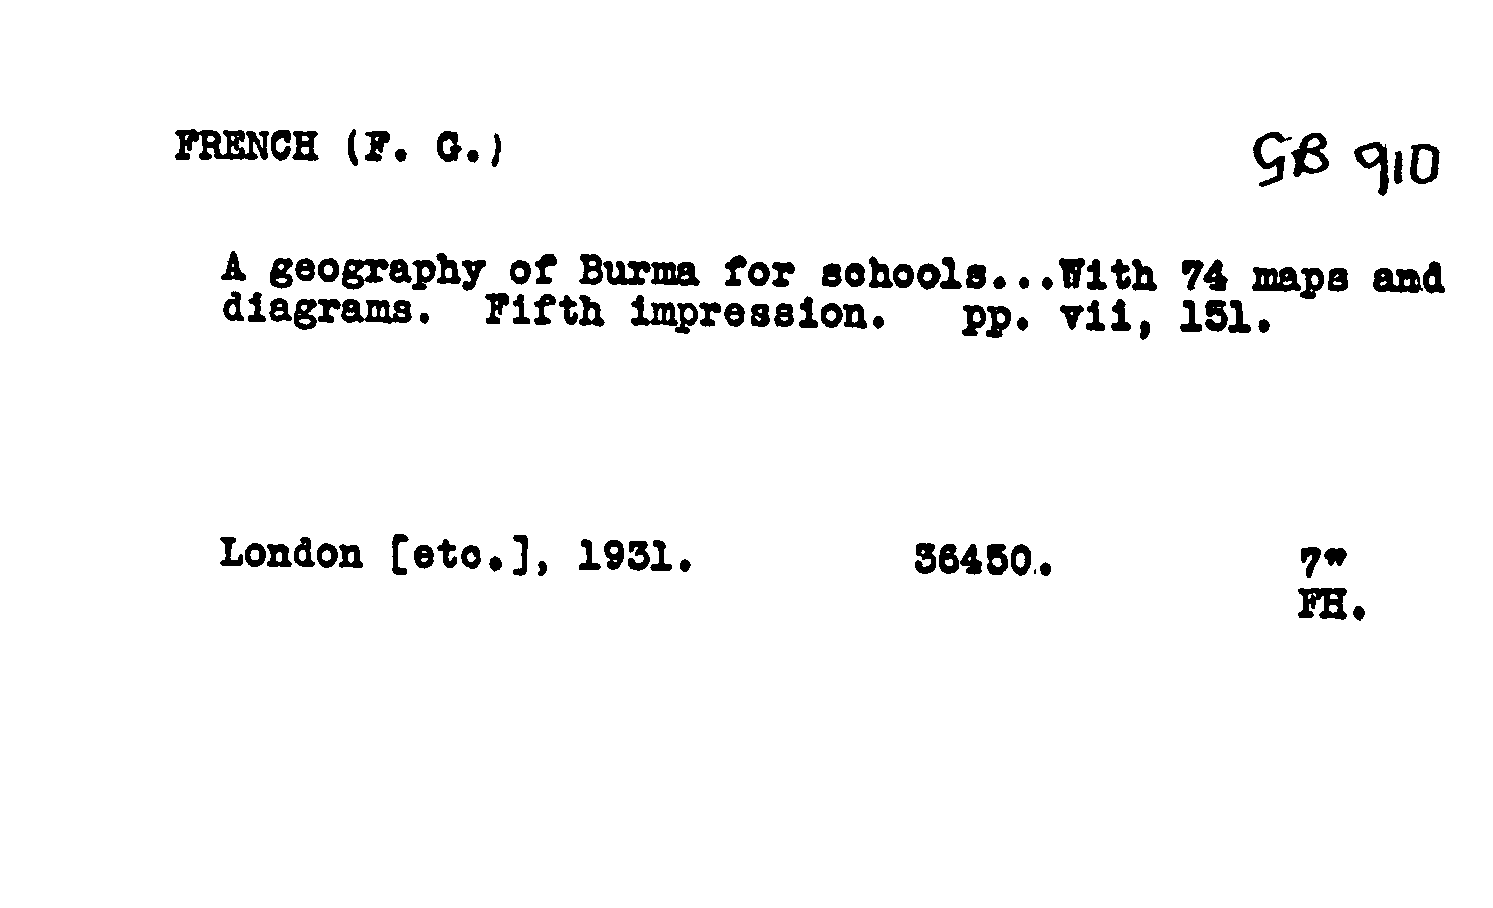 FRENCH (F. G.) GB 910
A geography of Burma for schools...With 74 maps and
diagrams. Fifth impression. pp. vii, 151.
London [etc.], 1931. 36450. 7"
FH.